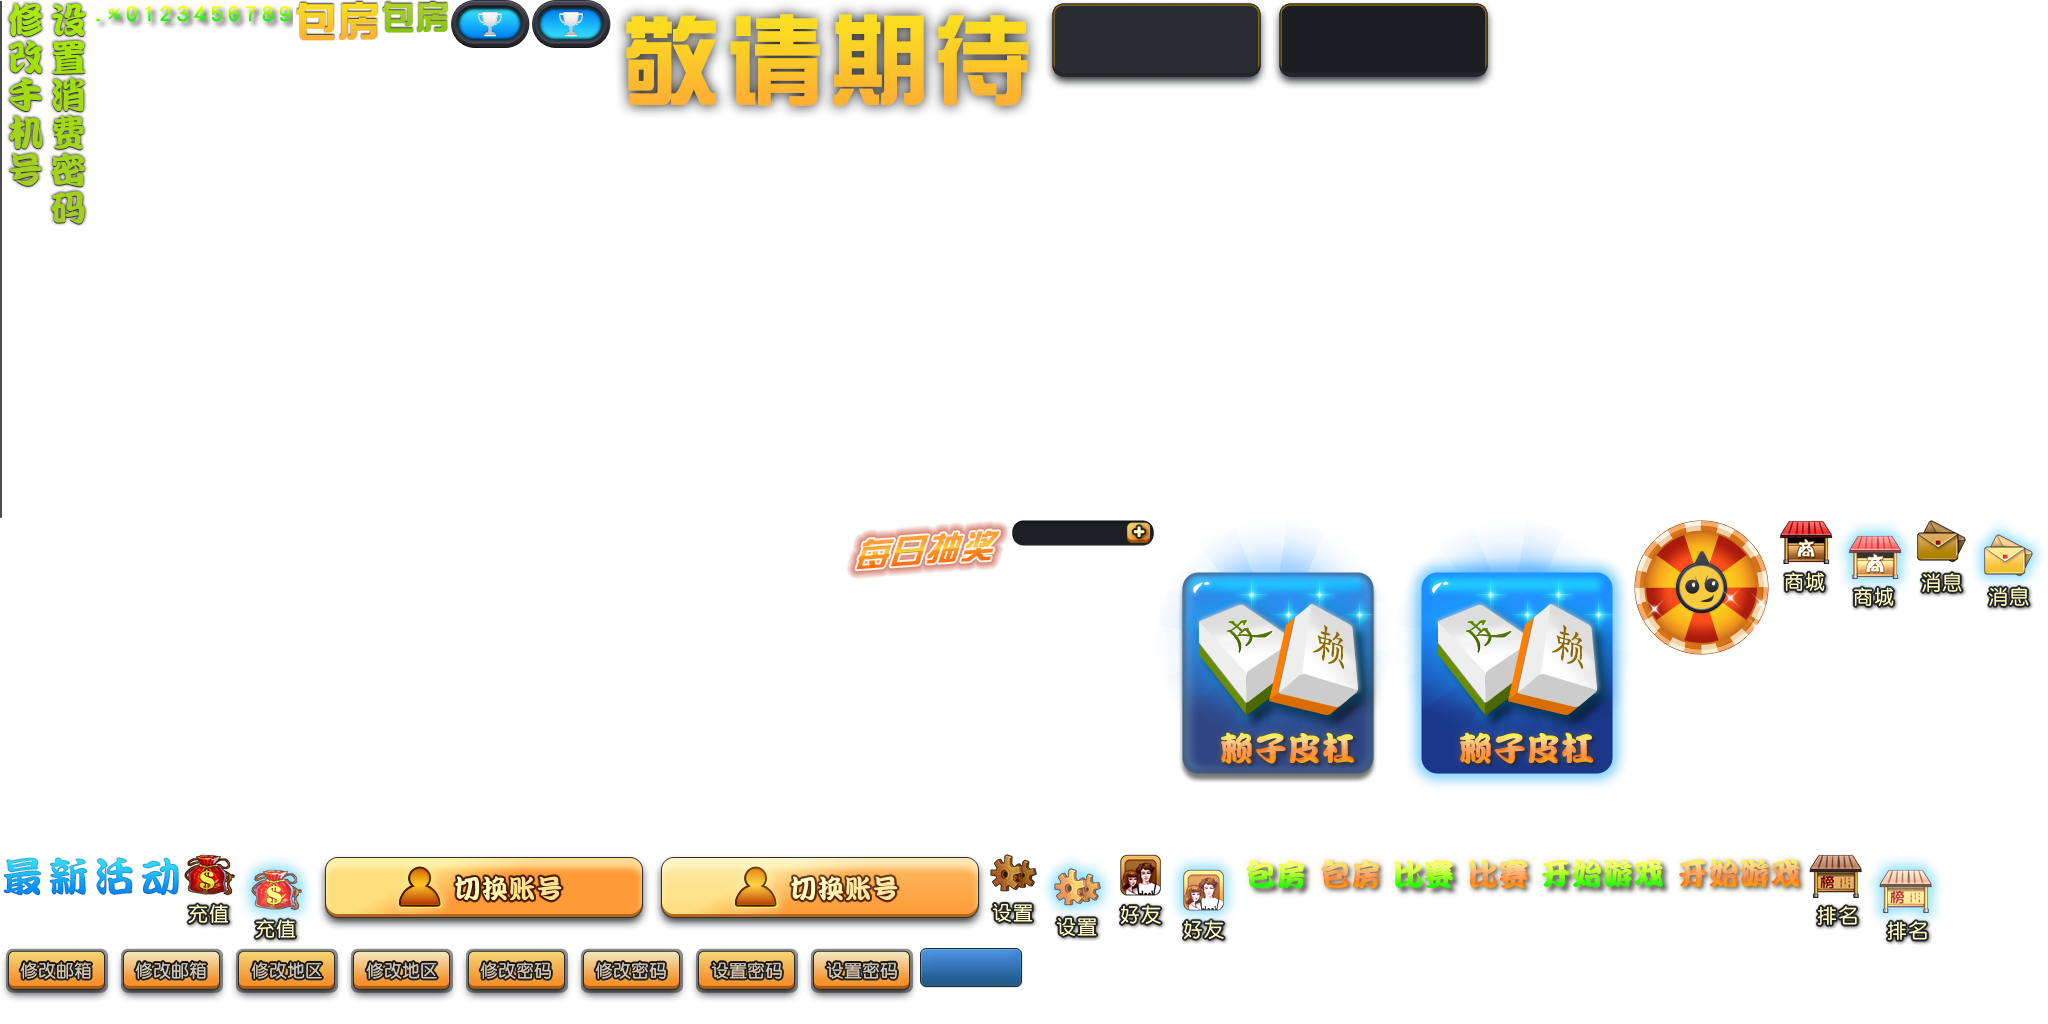 修改手机号
设置消费密码
.×0123456789
包房
包房
敬请期待
每日抽奖
皮
赖
赖子皮杠
皮
赖
赖子皮杠
商
商城
商
商城
消息
消息
最新活动
$
充值
$
充值
切换账号
切换账号
设置
设置
好友
好友
包房
包房
比赛
比赛
开始游戏
开始游戏
榜
排名
榜
排名
修改邮箱
修改邮箱
修改地区
修改地区
修改密码
修改密码
设置密码
设置密码